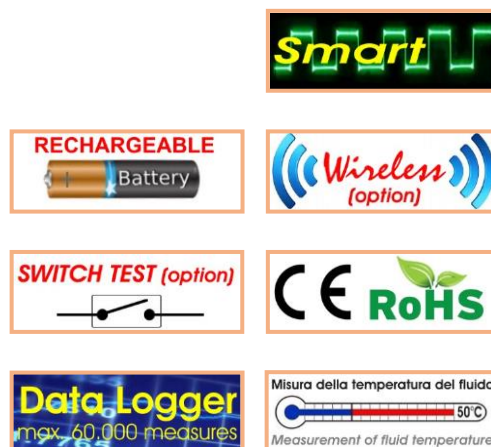 Smart
RECHARGEABLE
Battery
Wireless
(option)
SWITCH TEST (option)
CE RoHS
Data Logger
max. 60.000 measures
Misura della temperatura del fluido
50°C
Measurement of fluid temperature